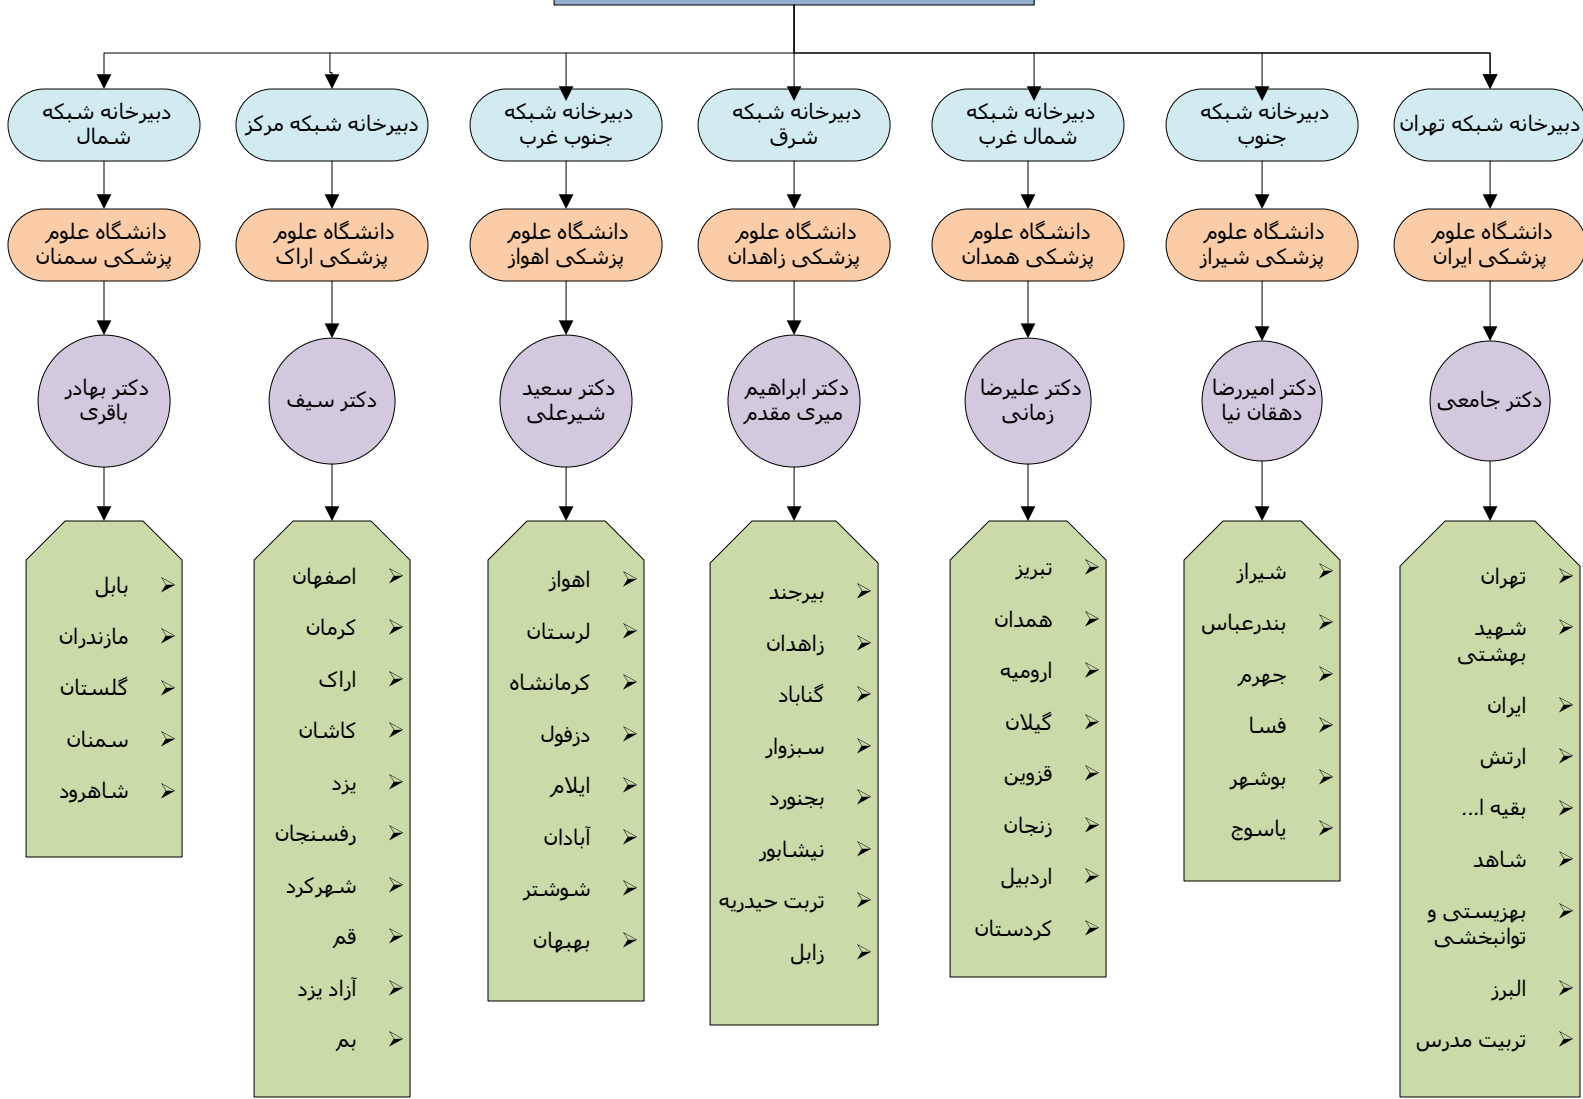 دبیرخانه شبکه تهران
دانشگاه علوم
پزشکی ایران
دکتر جامعی
تهران
شهید
بهشتی
ایران
ارتش
بقیه ا...
شاهد
بهزیستی و
توانبخشی
البرز
تربیت مدرس
دبیرخانه شبکه
جنوب
دانشگاه علوم
پزشکی شیراز
دکتر امیررضا
دهقان نیا
شیراز
بندرعباس
جهرم
فسا
بوشهر
یاسوج
دبیرخانه شبکه
شمال غرب
دانشگاه علوم
پزشکی همدان
دکتر علیرضا
زمانی
تبریز
همدان
ارومیه
گیلان
قزوین
زنجان
اردبیل
کردستان
دبیرخانه شبکه
شرق
دانشگاه علوم
پزشکی زاهدان
دکتر ابراهیم
میری مقدم
بیرجند
زاهدان
گناباد
سبزوار
بجنورد
نیشابور
تربت حیدریه
زابل
دبیرخانه شبکه
جنوب غرب
دانشگاه علوم
پزشکی اهواز
دکتر سعید
شیرعلی
اهواز
لرستان
کرمانشاه
دزفول
ایلام
آبادان
شوشتر
بهبهان
دبیرخانه شبکه مرکز
دانشگاه علوم
پزشکی اراک
دکتر سیف
اصفهان
کرمان
اراک
کاشان
یزد
رفسنجان
شهرکرد
قم
آزاد یزد
بم
دبیرخانه شبکه
شمال
دانشگاه علوم
پزشکی سمنان
دکتر بهادر
باقری
بابل
مازندران
گلستان
سمنان
شاهرود